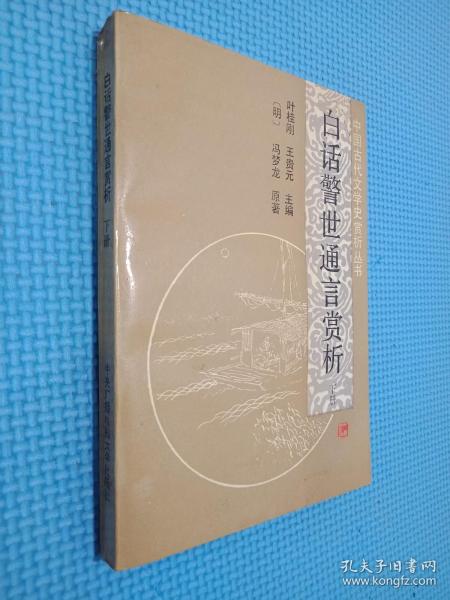 中国古代文学史赏析丛书
白话警世通言赏析
下册
叶桂刚 王贵元 主编
〔明〕 冯梦龙 原著
白话警世通言赏析 下册
孔夫子旧书网
www.kongfz.com